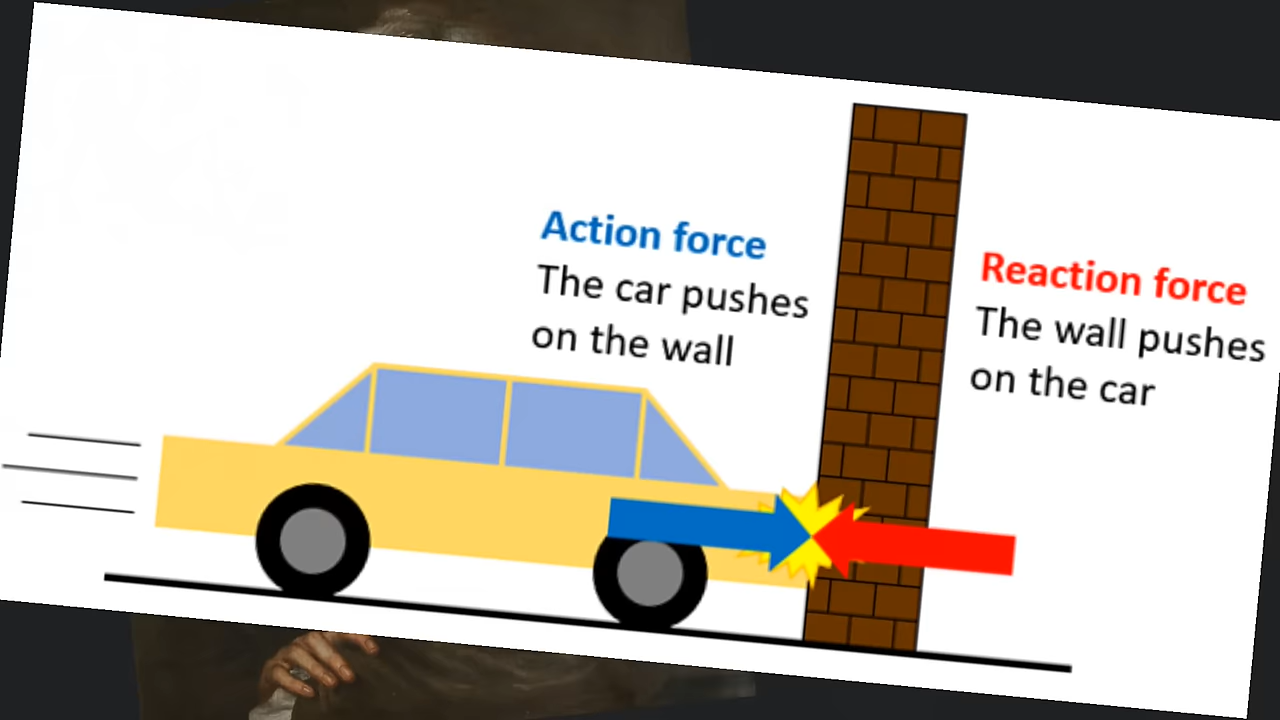 Action force
The car pushes
on the wall
Reaction force
The wall pushes
on the car